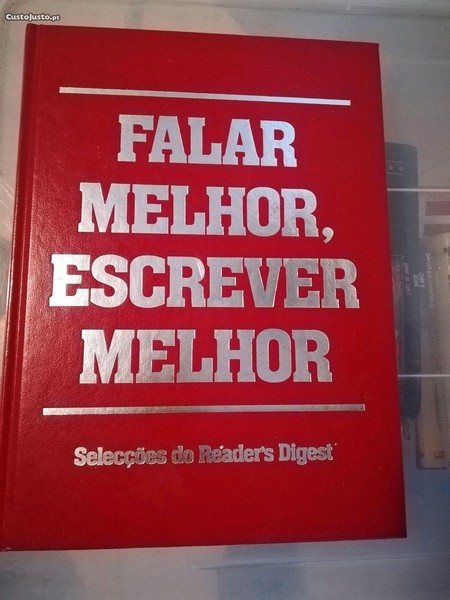 CustoJusto.pt
FALAR
MELHOR,
ESCREVER
MELHOR
Selecções do Reader's Digest